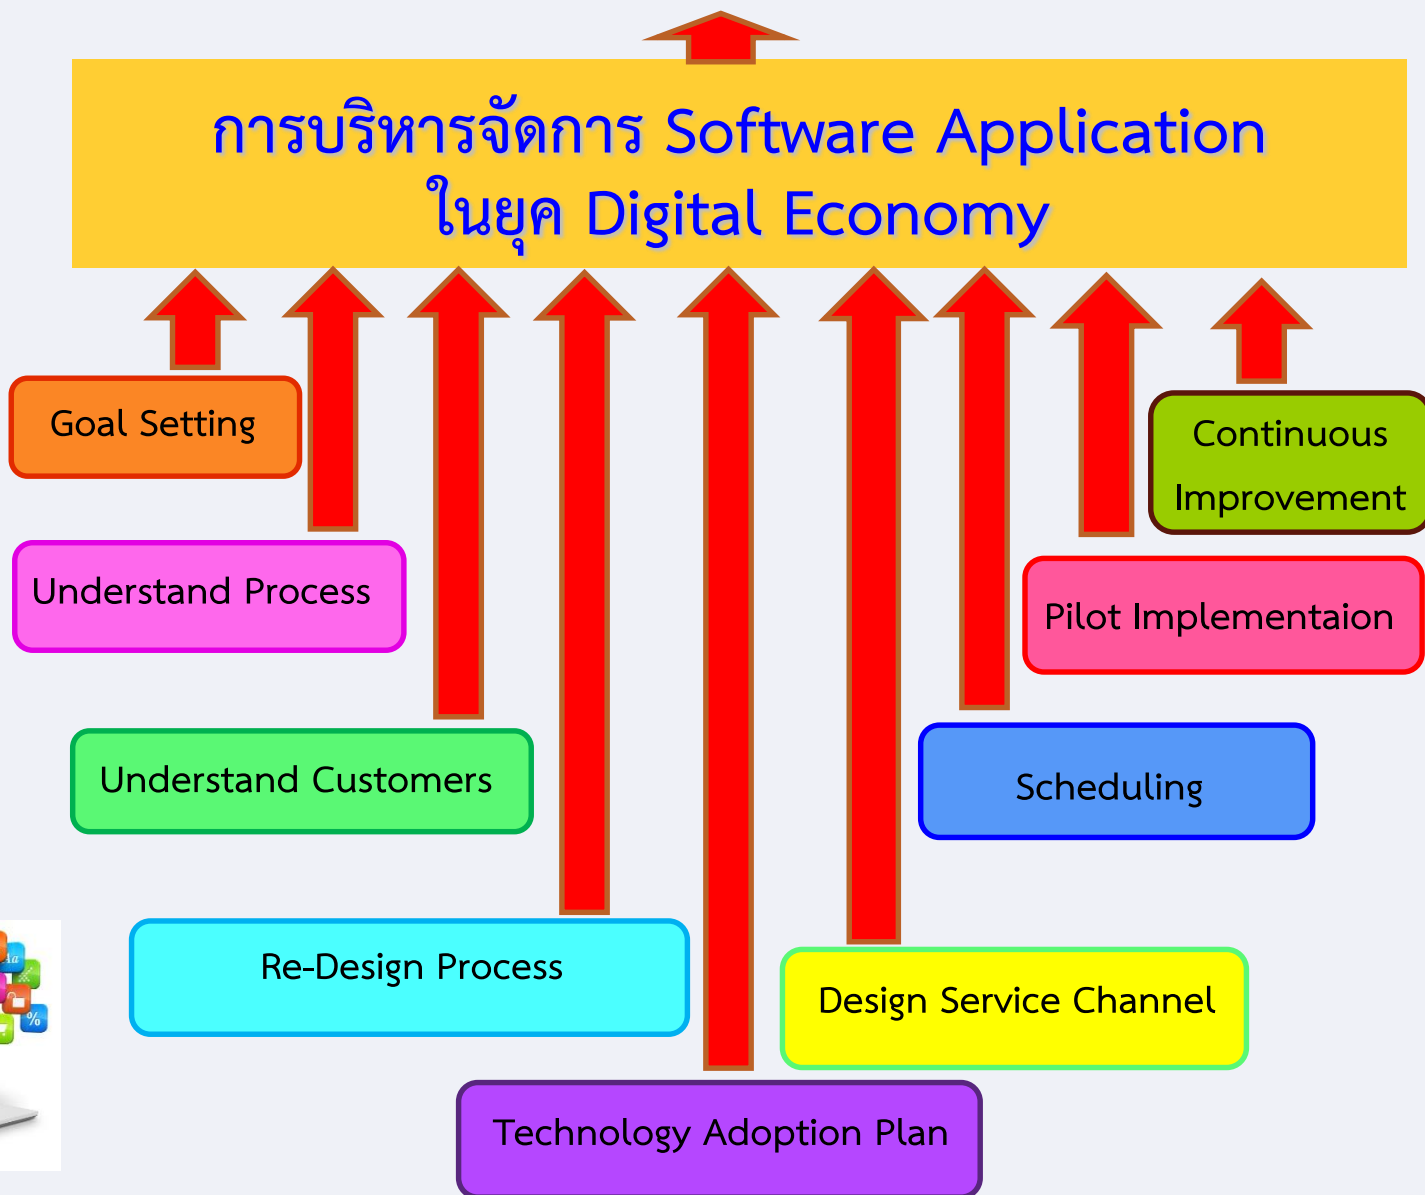 การบริหารจัดการ Software Application
ในยุค Digital Economy
Goal Setting
Continuous
Improvement
Understand Process
Pilot Implementaion
Understand Customers
Scheduling
Re-Design Process
Design Service Channel
Technology Adoption Plan
Aa
%